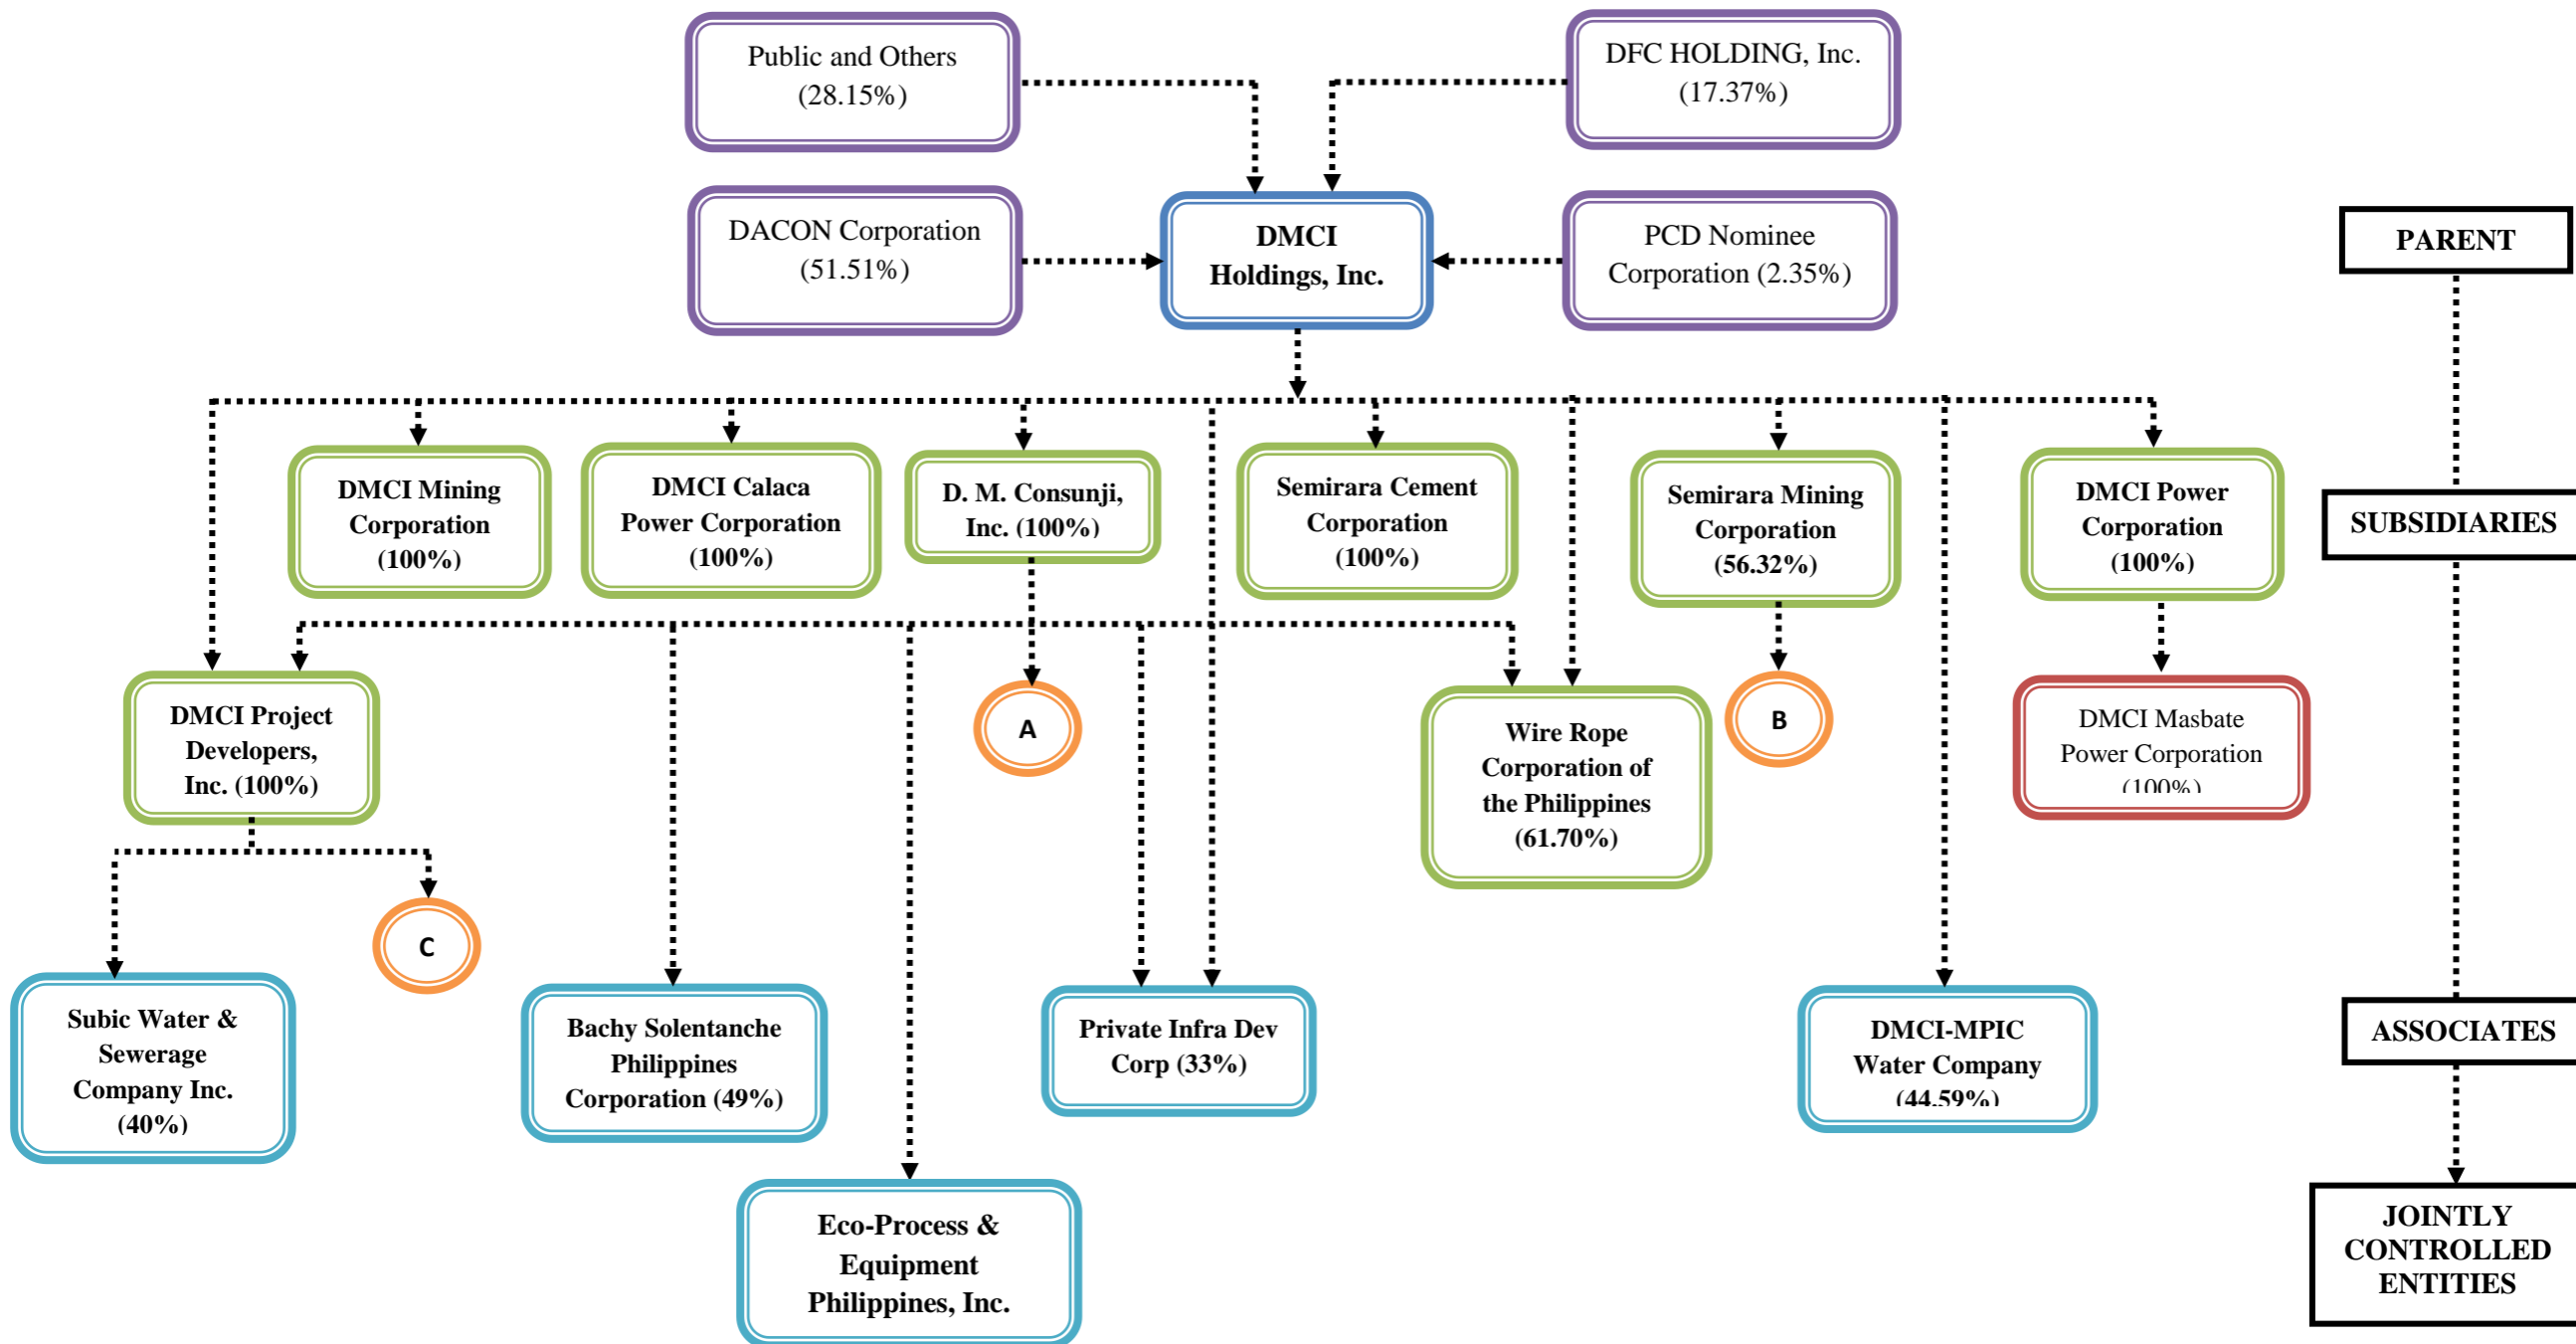 Public and Others
(28.15%)
DFC HOLDING, Inc.
(17.37%)
DACON Corporation
(51.51%)
DMCI
Holdings, Inc.
PCD Nominee
Corporation (2.35%)
PARENT
DMCI Mining
Corporation
(100%)
DMCI Calaca
Power Corporation
(100%)
D. M. Consunji,
Inc. (100%)
Semirara Cement
Corporation
(100%)
Semirara Mining
Corporation
(56.32%)
DMCI Power
Corporation
(100%)
SUBSIDIARIES
DMCI Project
Developers,
Inc. (100%)
A
Wire Rope
Corporation of
the Philippines
(61.70%)
B
DMCI Masbate
Power Corporation
(100%)
C
Subic Water &
Sewerage
Company Inc.
(40%)
Bachy Solentanche
Philippines
Corporation (49%)
Private Infra Dev
Corp (33%)
DMCI-MPIC
Water Company
(44.59%)
ASSOCIATES
Eco-Process &
Equipment
Philippines, Inc.
JOINTLY
CONTROLLED
ENTITIES